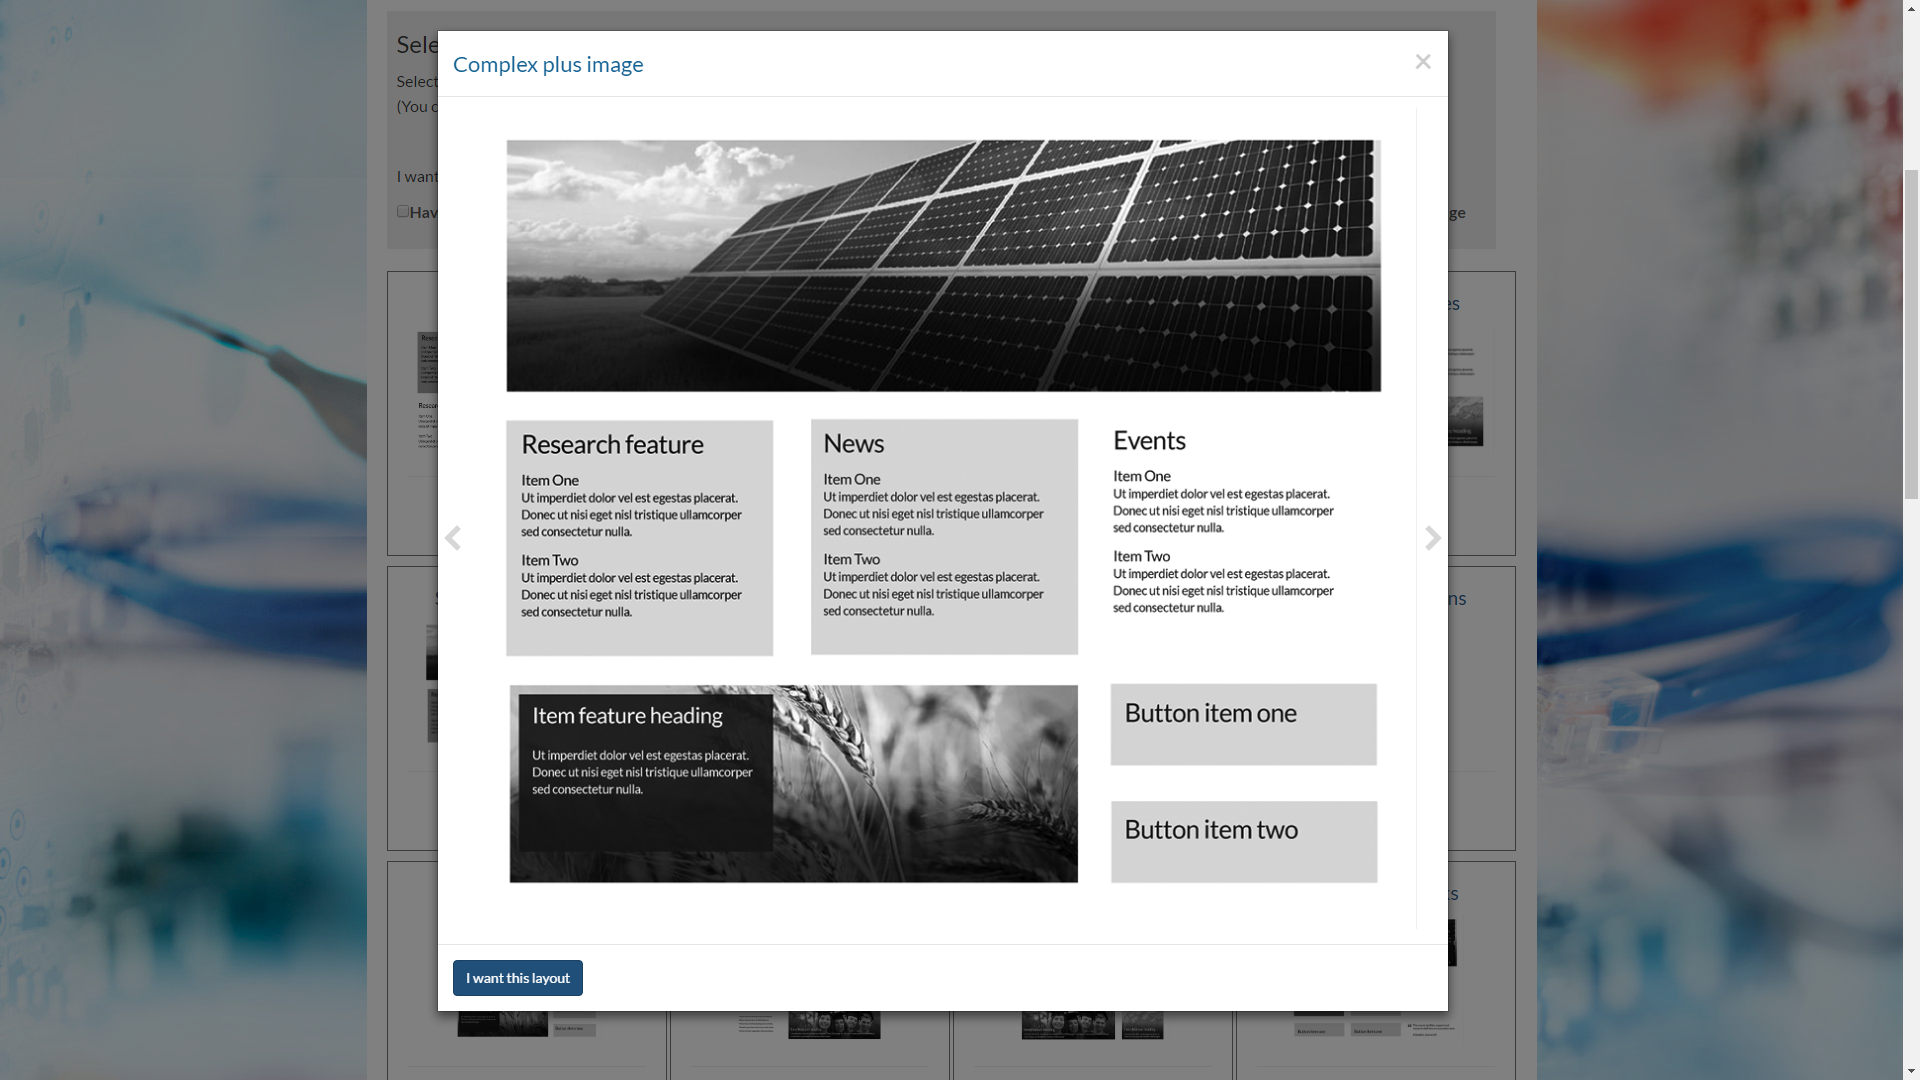 Complex plus image
×
Sele
Select
(You c
I want
Hav
ge
es
Research feature
Item One
Ut imperdiet dolor vel est egestas placerat.
Donec ut nisi eget nisl tristique ullamcorper
sed consectetur nulla.
Item Two
Ut imperdiet dolor vel est egestas placerat.
Donec ut nisi eget nisl tristique ullamcorper
sed consectetur nulla.
News
Item One
Ut imperdiet dolor vel est egestas placerat.
Donec ut nisi eget nisl tristique ullamcorper
sed consectetur nulla.
Item Two
Ut imperdiet dolor vel est egestas placerat.
Donec ut nisi eget nisl tristique ullamcorper
sed consectetur nulla.
Events
Item One
Ut imperdiet dolor vel est egestas placerat.
Donec ut nisi eget nisl tristique ullamcorper
sed consectetur nulla.
Item Two
Ut imperdiet dolor vel est egestas placerat.
Donec ut nisi eget nisl tristique ullamcorper
sed consectetur nulla.
ns
Item feature heading
Ut imperdiet dolor vel est egestas placerat.
Donec ut nisi eget nisl tristique ullamcorper
sed consectetur nulla.
Button item one
Button item two
ts
I want this layout